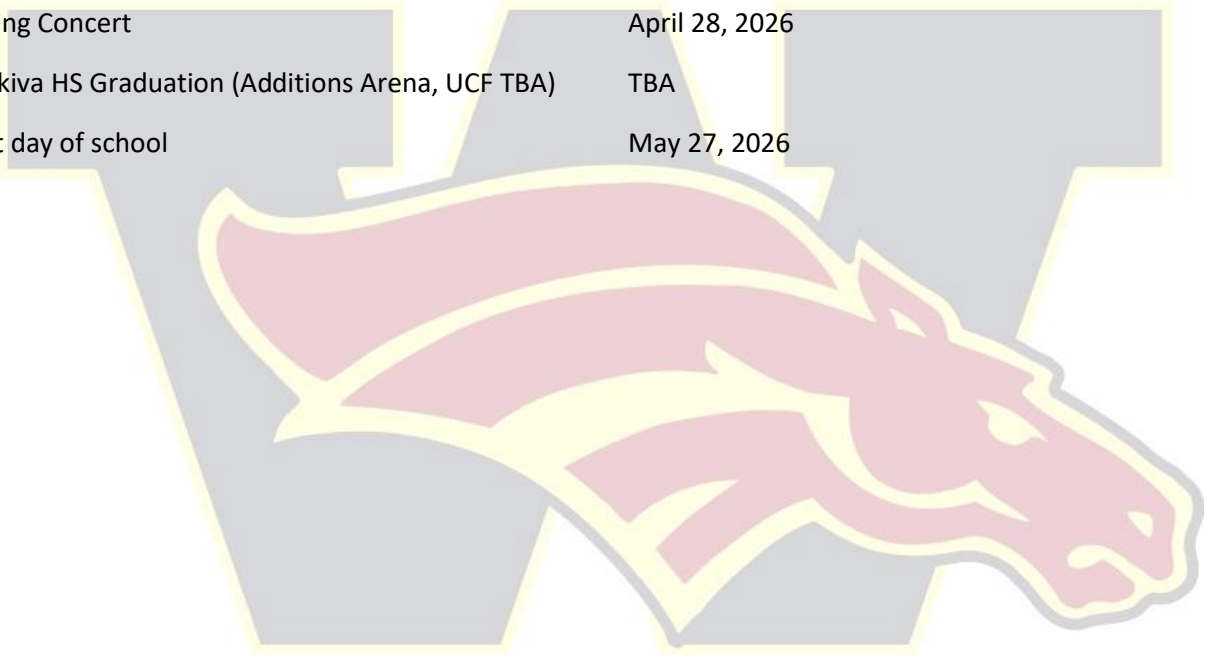 ng Concert April 28, 2026
kiva HS Graduation (Additions Arena, UCF TBA) TBA
t day of school May 27, 2026
W